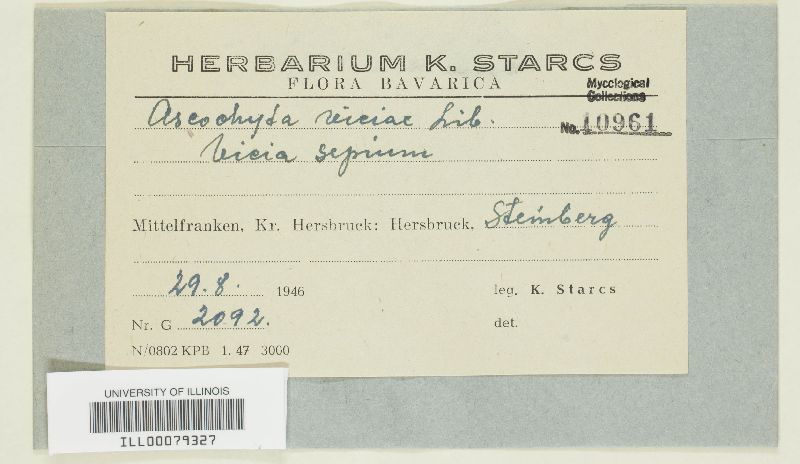 HERBARIUM K. STARCS
FLORA BAVARICA
Mycological
Collections
No. 10961
Ascochyta viciae Lib.
Vicia sepium
Mittelfranken, Kr. Hersbruck: Hersbruck, Steinberg
29.8. 1946
leg. K. Starcs
Nr. G 2092.
det.
N/0802 KPB 1. 47 3000
UNIVERSITY OF ILLINOIS
ILL00079327